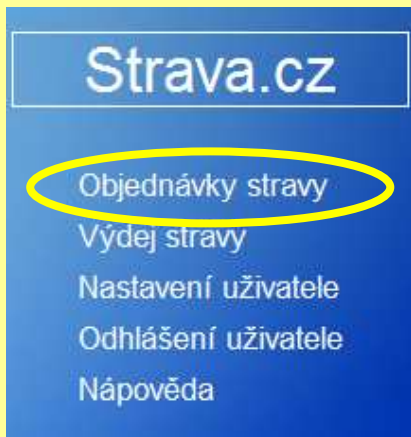 Strava.cz
Objednávky stravy
Výdej stravy
Nastavení uživatele
Odhlášení uživatele
Nápověda